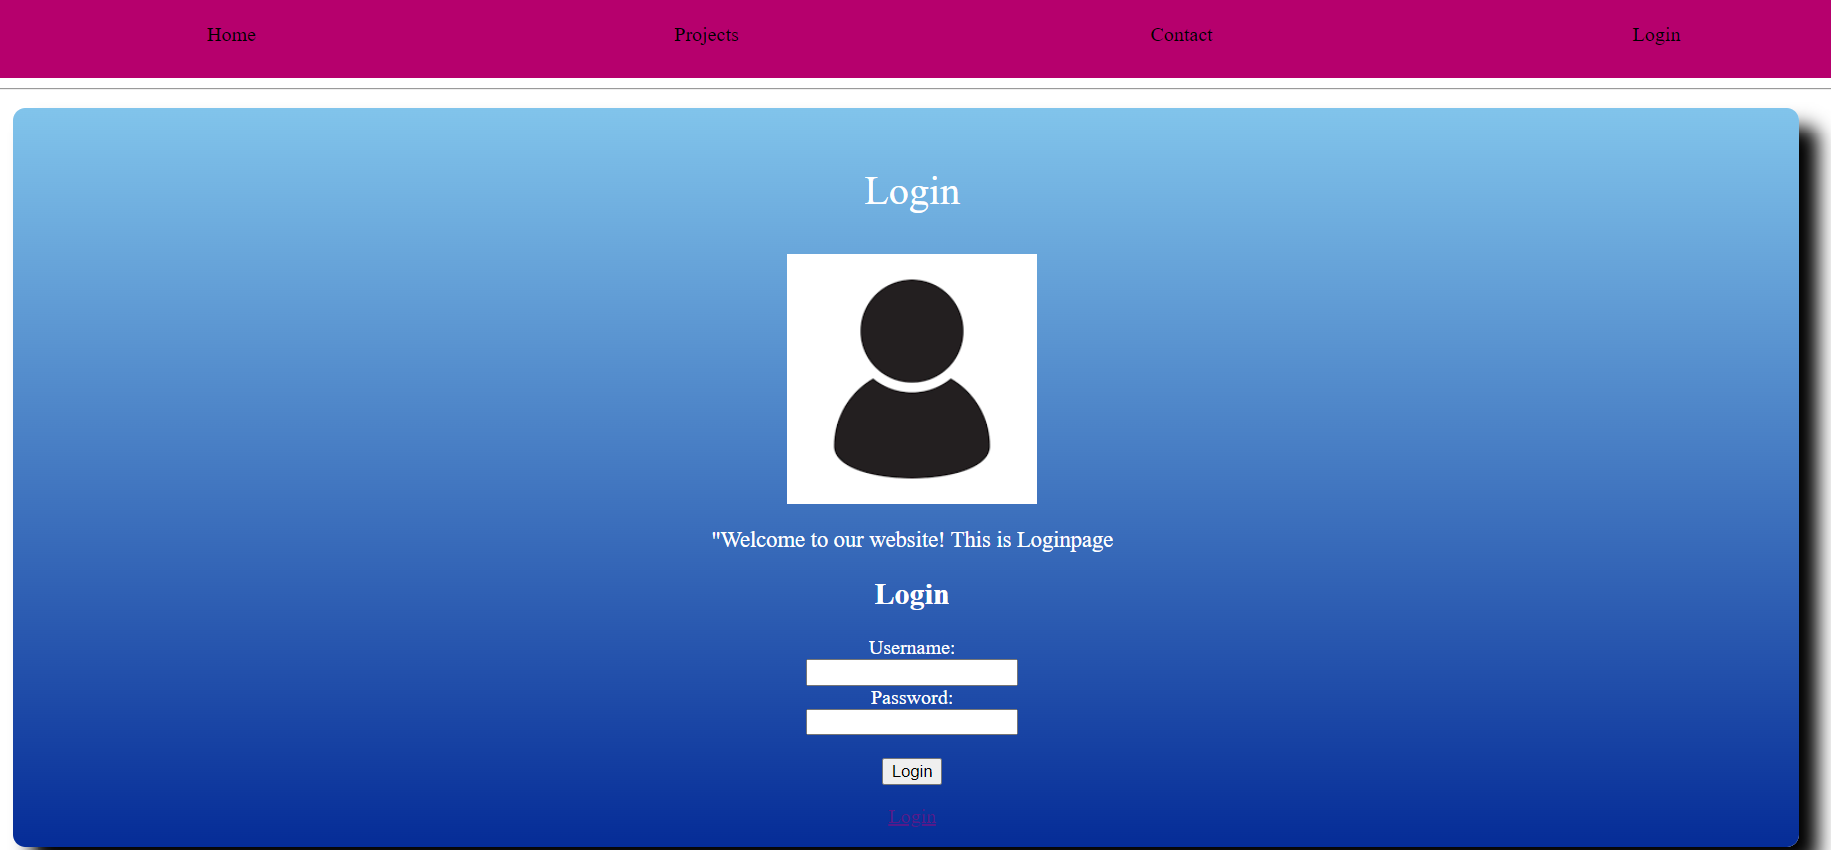 Home Projects Contact Login
Login
"Welcome to our website! This is Loginpage
Login
Username:
Password:
Login
Login